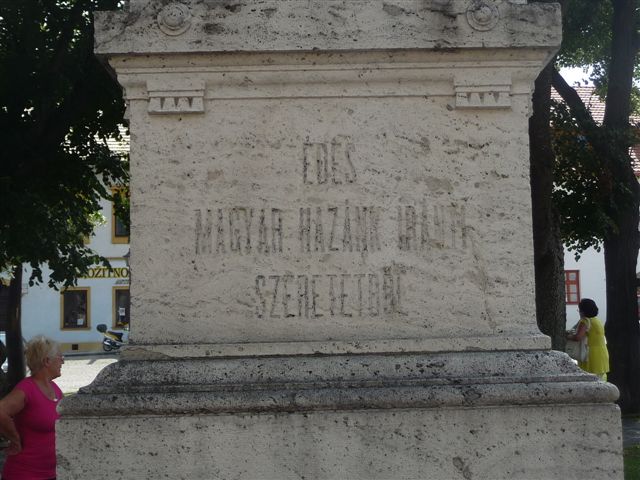 ÉDES
MAGYAR HAZÁNK IRÁNTI
SZERETETBŐL